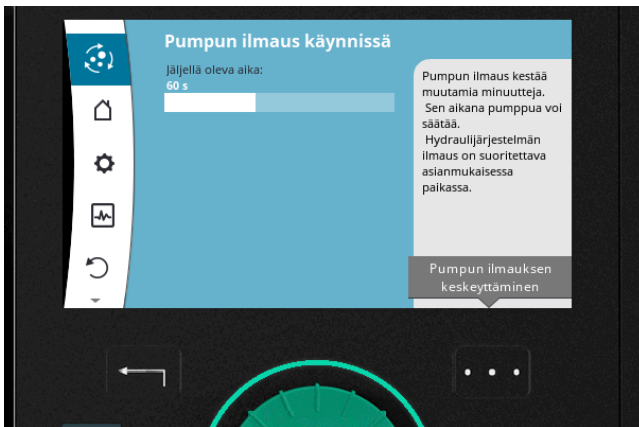 Pumpun ilmaus käynnissä
Jäljellä oleva aika:
60 s
Pumpun ilmaus kestää
muutamia minuutteja.
Sen aikana pumppua voi
säätää.
Hydraulijärjestelmän
ilmaus on suoritettava
asianmukaisessa
paikassa.
Pumpun ilmauksen
keskeyttäminen